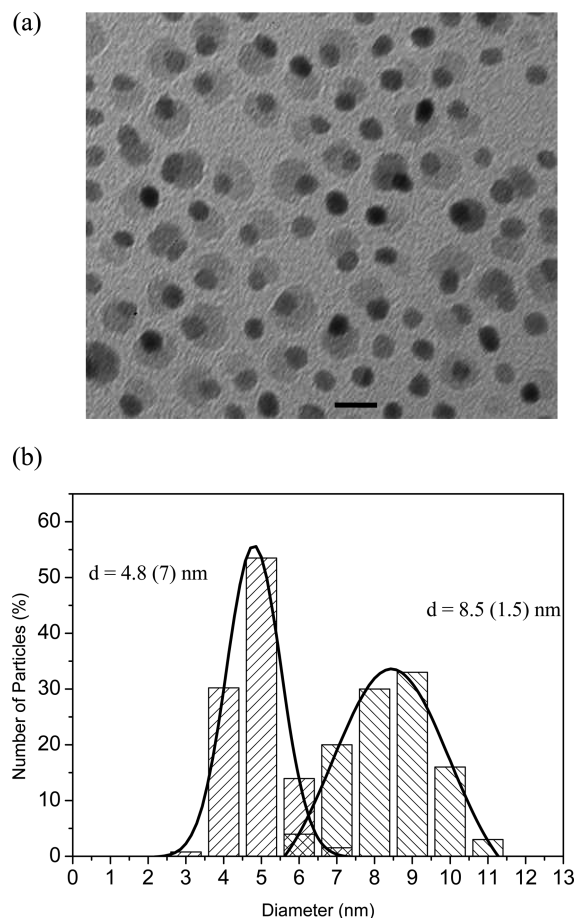 (a)
(b)
60
50
40
30
20
10
0
Number of Particles (%)
d = 4.8 (7) nm
d = 8.5 (1.5) nm
0 1 2 3 4 5 6 7 8 9 10 11 12 13
Diameter (nm)